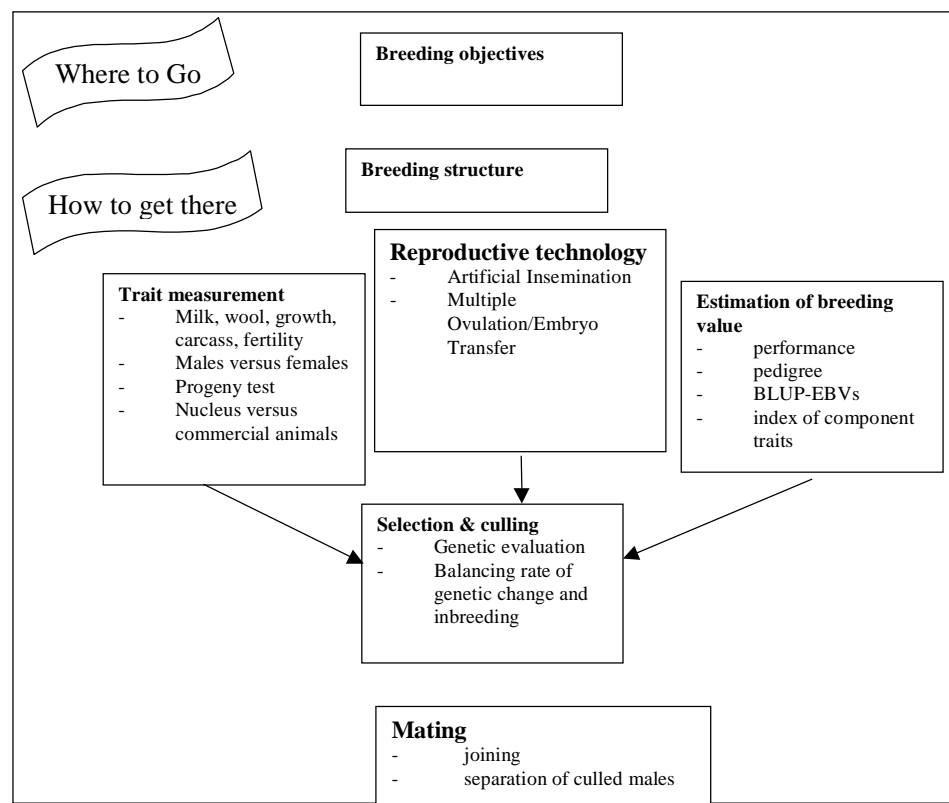 Where to Go
Breeding objectives
How to get there
Breeding structure
Reproductive technology
- Artificial Insemination
- Multiple
Ovulation/Embryo
Transfer
Trait measurement
- Milk, wool, growth,
carcass, fertility
- Males versus females
- Progeny test
- Nucleus versus
commercial animals
Estimation of breeding
value
- performance
- pedigree
- BLUP-EBVs
- index of component
traits
Selection & culling
- Genetic evaluation
- Balancing rate of
genetic change and
inbreeding
Mating
- joining
- separation of culled males